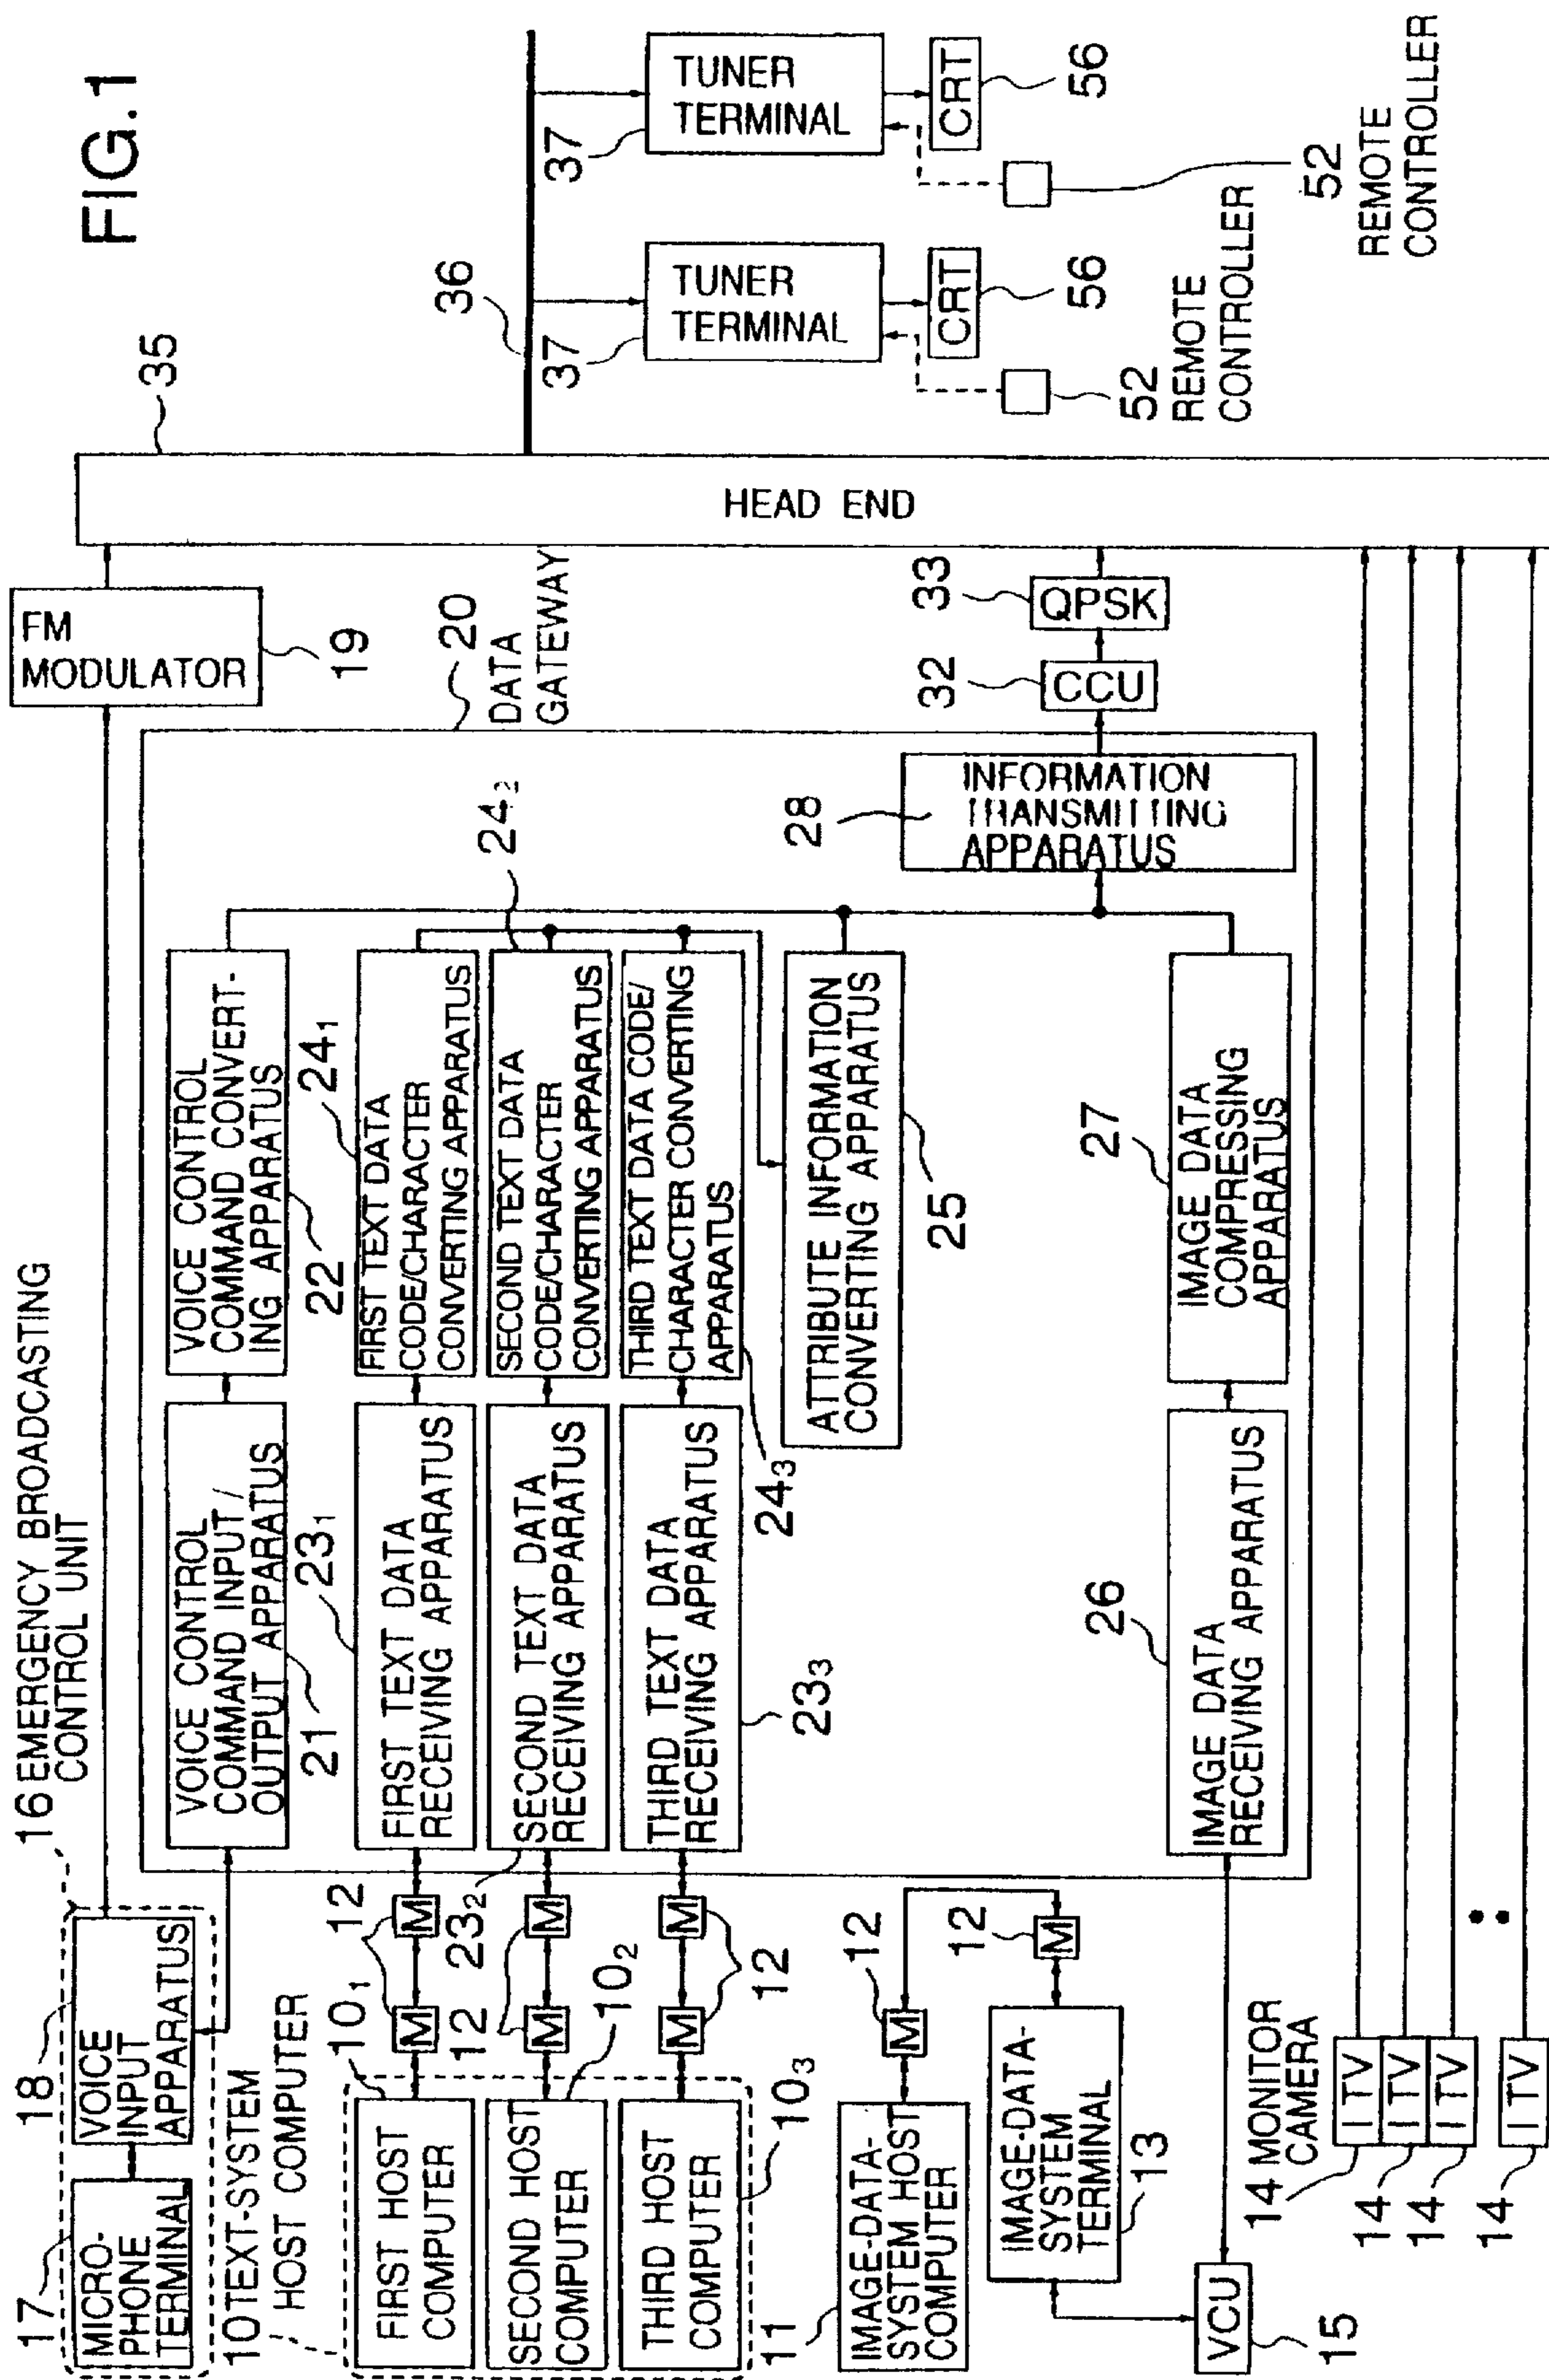 FIG.1
16 EMERGENCY BROADCASTING
CONTROL UNIT
17
MICRO-
PHONE
TERMINAL
18
VOICE
INPUT
APPARATUS
FM
MODULATOR
19
35
HEAD END
36
20
DATA
GATEWAY
VOICE CONTROL
COMMAND INPUT/
OUTPUT APPARATUS
21
VOICE CONTROL
COMMAND CONVERT-
ING APPARATUS
22
10 TEXT-SYSTEM
HOST COMPUTER
10₁
FIRST HOST
COMPUTER
M
12
M
23₁
FIRST TEXT DATA
RECEIVING APPARATUS
24₁
FIRST TEXT DATA
CODE/CHARACTER
CONVERTING APPARATUS
SECOND HOST
COMPUTER
10₂
12
M
M
23₂
SECOND TEXT DATA
RECEIVING APPARATUS
24₂
SECOND TEXT DATA
CODE/CHARACTER
CONVERTING APPARATUS
THIRD HOST
COMPUTER
10₃
M
M
12
THIRD TEXT DATA
RECEIVING APPARATUS
23₃
THIRD TEXT DATA CODE/
CHARACTER CONVERTING
APPARATUS
24₃
ATTRIBUTE INFORMATION
CONVERTING APPARATUS
25
11
IMAGE-DATA-
SYSTEM HOST
COMPUTER
12
M
12
M
IMAGE-DATA-
SYSTEM
TERMINAL
13
VCU
15
26
IMAGE DATA
RECEIVING APPARATUS
27
IMAGE DATA
COMPRESSING
APPARATUS
28
INFORMATION
TRANSMITTING
APPARATUS
32
CCU
33
QPSK
14 MONITOR
CAMERA
ITV
14
ITV
14
ITV
14
ITV
37
TUNER
TERMINAL
CRT
56
52
REMOTE
CONTROLLER
37
TUNER
TERMINAL
CRT
56
52
REMOTE
CONTROLLER